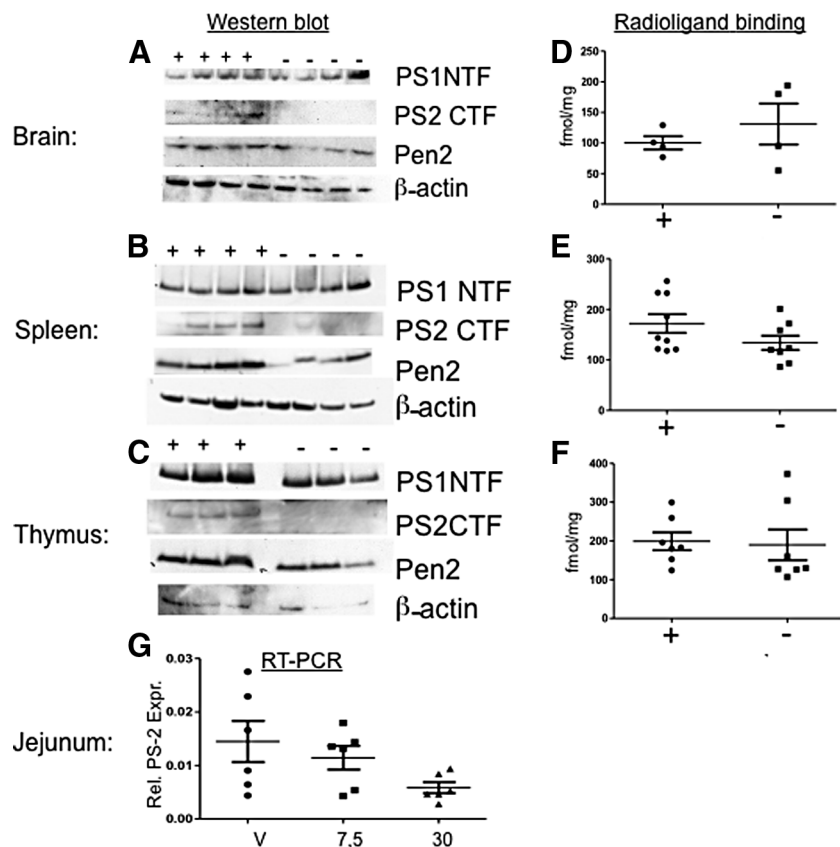 Western blot
Radioligand binding
A
+ + + + - - - -
PS1NTF
PS2 CTF
Pen2
β-actin
Brain:
D
250
200
150
100
50
0
fmol/mg
+ -
B
+ + + + - - - -
PS1 NTF
PS2 CTF
Pen2
β-actin
Spleen:
E
300
200
100
0
fmol/mg
+ -
C
+ + + - - -
PS1NTF
PS2CTF
Pen2
β-actin
Thymus:
F
400
300
200
100
0
fmol/mg
+ -
G
RT-PCR
Jejunum:
Rel. PS-2 Expr.
0.03
0.02
0.01
0.00
V 7,5 30